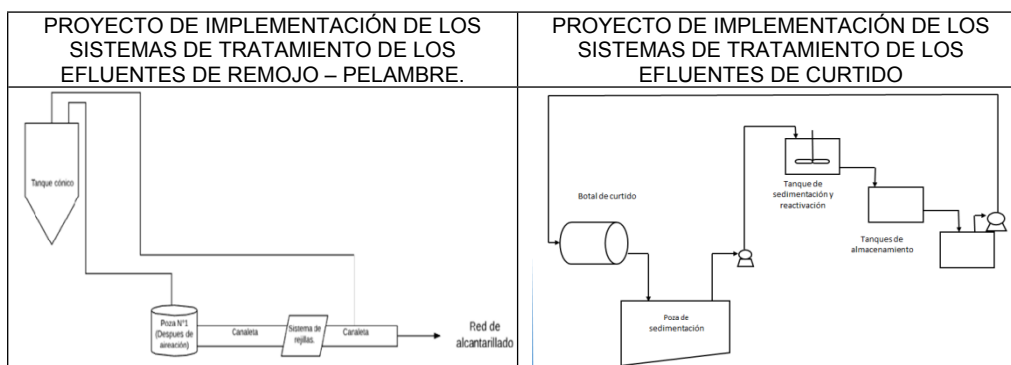 PROYECTO DE IMPLEMENTACIÓN DE LOS
SISTEMAS DE TRATAMIENTO DE LOS
EFLUENTES DE REMOJO – PELAMBRE.
PROYECTO DE IMPLEMENTACIÓN DE LOS
SISTEMAS DE TRATAMIENTO DE LOS
EFLUENTES DE CURTIDO
Tanque cónico
Poza N°1
(Despues de
aireación)
Canaleta
Sistema de
rejillas.
Canaleta
Red de
alcantarillado
Botal de curtido
Poza de
sedimentación
Tanque de
sedimentación y
reactivación
Tanques de
almacenamiento